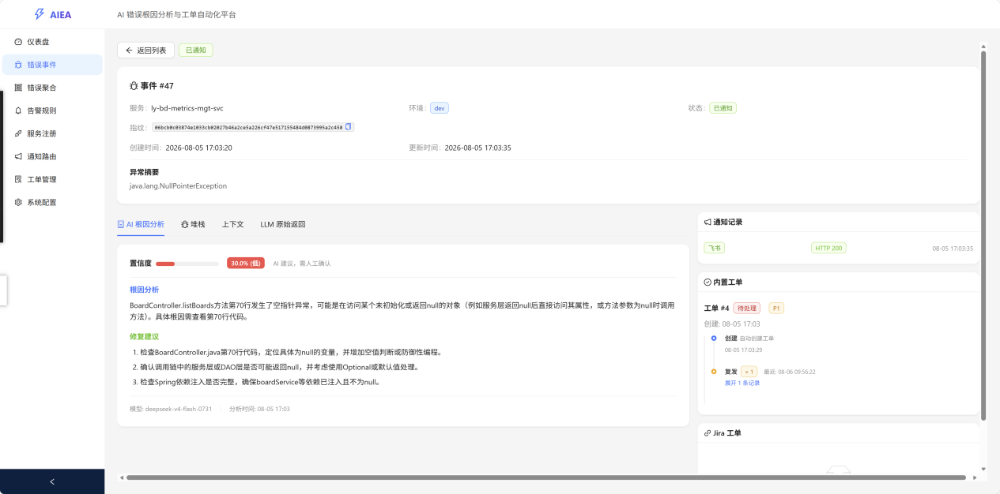 AIEA
AI 错误根因分析与工单自动化平台
仪表盘
错误事件
错误聚合
告警规则
服务注册
通知路由
工单管理
系统配置
返回列表
已通知
事件 #47
服务: ly-bd-metrics-mgt-svc
环境: dev
状态: 已通知
指纹: 06bcb0c03874e1033cb02027b46a2ce5a226cf47e517155484d0873995a2c458
创建时间: 2026-08-05 17:03:20
更新时间: 2026-08-05 17:03:35
异常摘要
java.lang.NullPointerException
AI 根因分析
堆栈
上下文
LLM 原始返回
置信度 30.0% (低) AI 建议，需人工确认
根因分析
BoardController.listBoards方法第70行发生了空指针异常，可能是在访问某个未初始化或返回null的对象（例如服务层返回null后直接访问其属性，或方法参数为null时调用
方法）。具体根因需查看第70行代码。
修复建议
1. 检查BoardController.java第70行代码，定位具体为null的变量，并增加空值判断或防御性编程。
2. 确认调用链中的服务层或DAO层是否可能返回null，并考虑使用Optional或默认值处理。
3. 检查Spring依赖注入是否完整，确保boardService等依赖已注入且不为null。
模型: deepseek-v4-flash-0731 分析时间: 08-05 17:03
通知记录
飞书 HTTP 200 08-05 17:03:35
内置工单
工单 #4 待处理 P1
创建: 08-05 17:03
创建 自动创建工单
08-05 17:03:29
复发 × 1 最近: 08-06 09:56:22
展开 1 条记录
Jira 工单